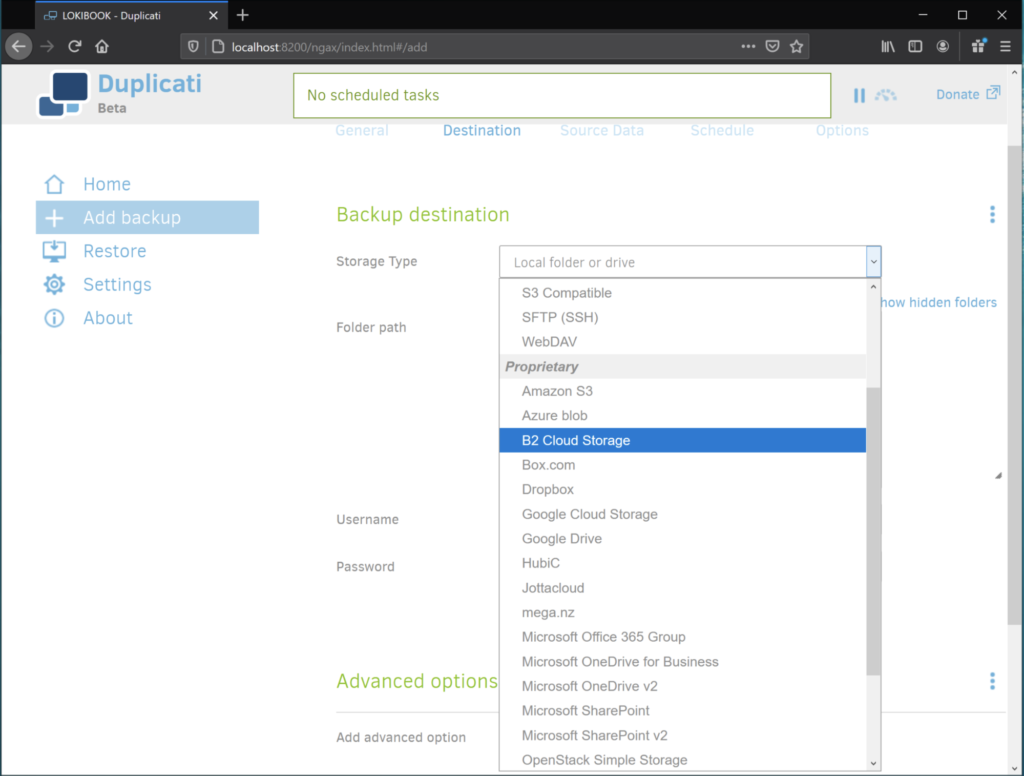 LOKIBOOK - Duplicati
localhost:8200/ngax/index.html#/add
Duplicati
Beta
No scheduled tasks
Donate
General Destination Source Data Schedule Options
Home
Add backup
Restore
Settings
About
Backup destination
Storage Type
Local folder or drive
how hidden folders
Folder path
S3 Compatible
SFTP (SSH)
WebDAV
Proprietary
Amazon S3
Azure blob
B2 Cloud Storage
Box.com
Dropbox
Google Cloud Storage
Google Drive
HubiC
Jottacloud
mega.nz
Microsoft Office 365 Group
Microsoft OneDrive for Business
Microsoft OneDrive v2
Microsoft SharePoint
Microsoft SharePoint v2
OpenStack Simple Storage
Username
Password
Advanced options
Add advanced option